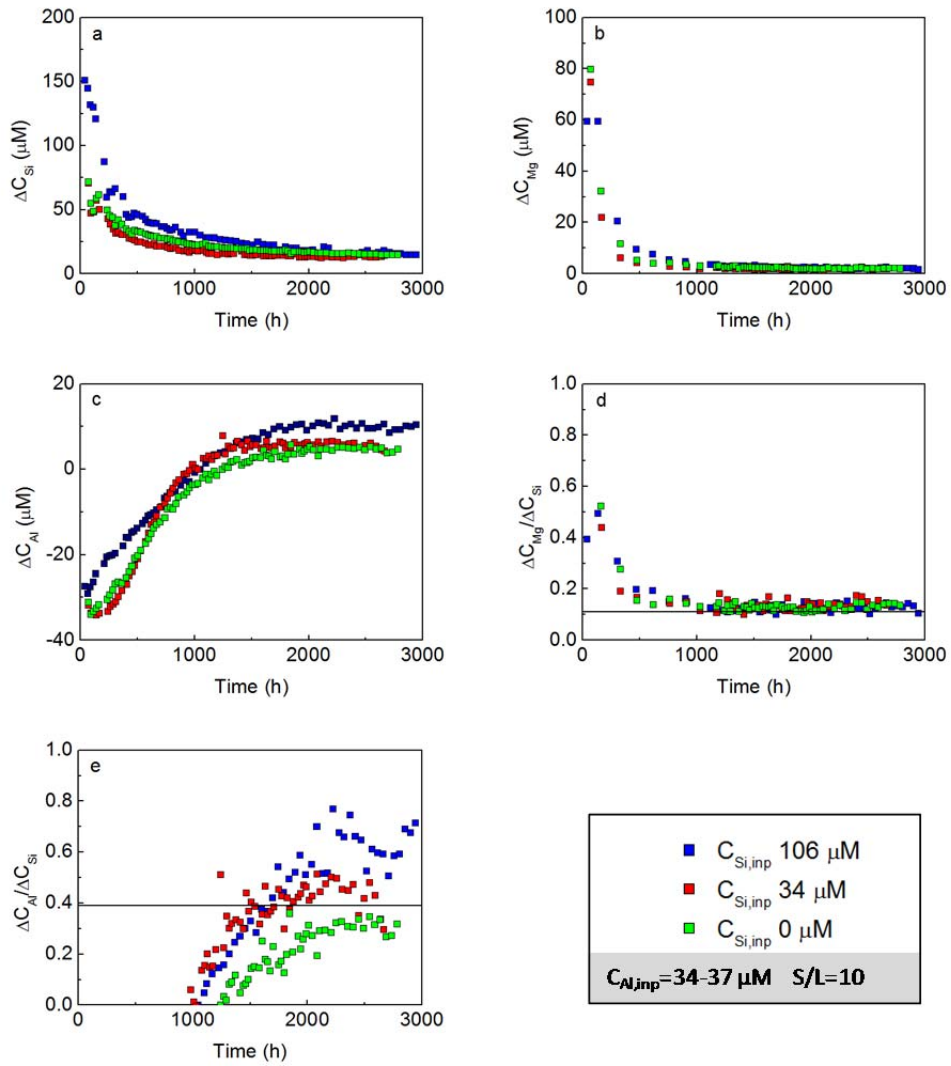 a
200
150
100
50
0
ΔC_Si (μM)
0 1000 2000 3000
Time (h)
b
100
80
60
40
20
0
ΔC_Mg (μM)
0 1000 2000 3000
Time (h)
c
20
0
-20
-40
ΔC_Al (μM)
0 1000 2000 3000
Time (h)
d
1.0
0.8
0.6
0.4
0.2
0.0
ΔC_Mg/ΔC_Si
0 1000 2000 3000
Time (h)
e
1.0
0.8
0.6
0.4
0.2
0.0
ΔC_Al/ΔC_Si
0 1000 2000 3000
Time (h)
C_Si,inp 106 μM
C_Si,inp 34 μM
C_Si,inp 0 μM
C_Al,inp=34-37 μM S/L=10